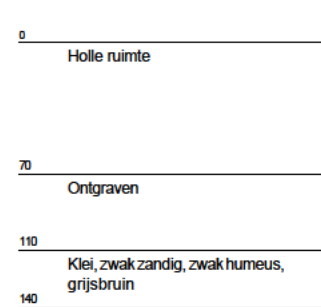 0
Holle ruimte
70
Ontgraven
110
Klei, zwak zandig, zwak humeus,
grijsbruin
140